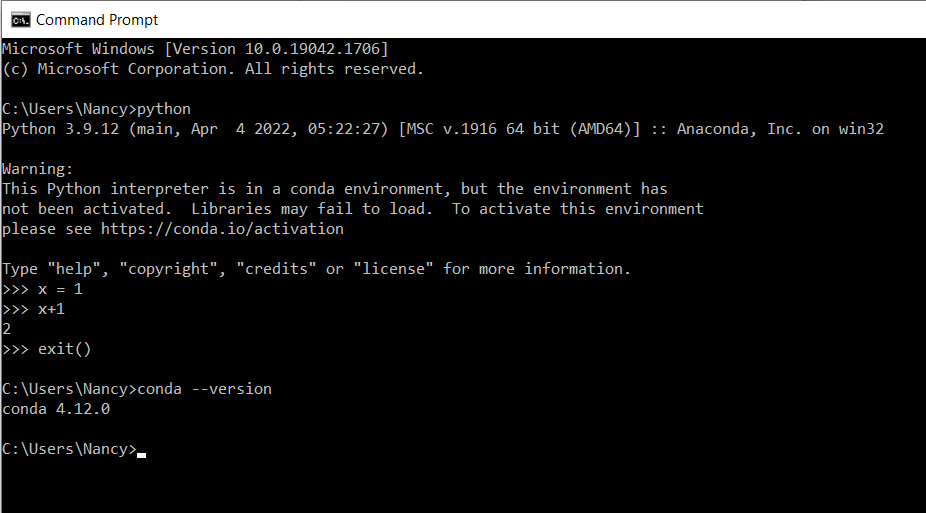 Command Prompt
Microsoft Windows [Version 10.0.19042.1706]
(c) Microsoft Corporation. All rights reserved.
C:\Users\Nancy>python
Python 3.9.12 (main, Apr  4 2022, 05:22:27) [MSC v.1916 64 bit (AMD64)] :: Anaconda, Inc. on win32
Warning:
This Python interpreter is in a conda environment, but the environment has
not been activated.  Libraries may fail to load.  To activate this environment
please see https://conda.io/activation
Type "help", "copyright", "credits" or "license" for more information.
>>> x = 1
>>> x+1
2
>>> exit()
C:\Users\Nancy>conda --version
conda 4.12.0
C:\Users\Nancy>